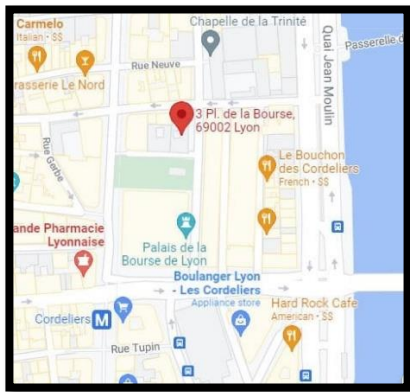 Carmelo
Italian • $$
Chapelle de la Trinité
Quai Jean Moulin
Passerelle d
Rue Neuve
rasserie Le Nord
3 Pl. de la Bourse,
69002 Lyon
Rue Gerbe
Le Bouchon
des Cordeliers
French • $$
ande Pharmacie
Lyonnaise
Palais de la
Bourse de Lyon
Boulanger Lyon
- Les Cordeliers
Appliance store
Hard Rock Cafe
American • $$
Cordeliers M
Rue Tupin